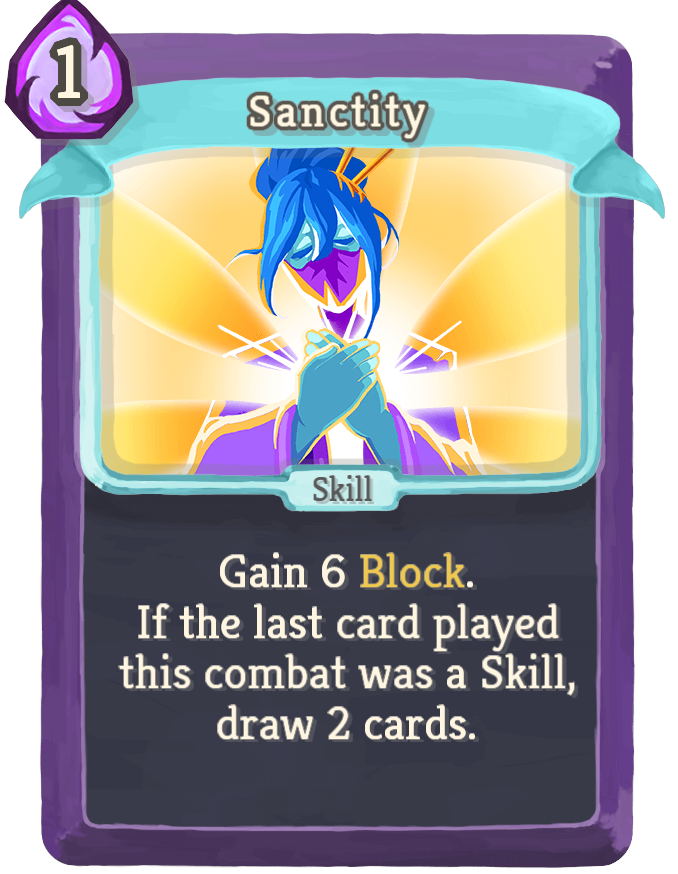 1
Sanctity
Skill
Gain 6 Block.
If the last card played
this combat was a Skill,
draw 2 cards.